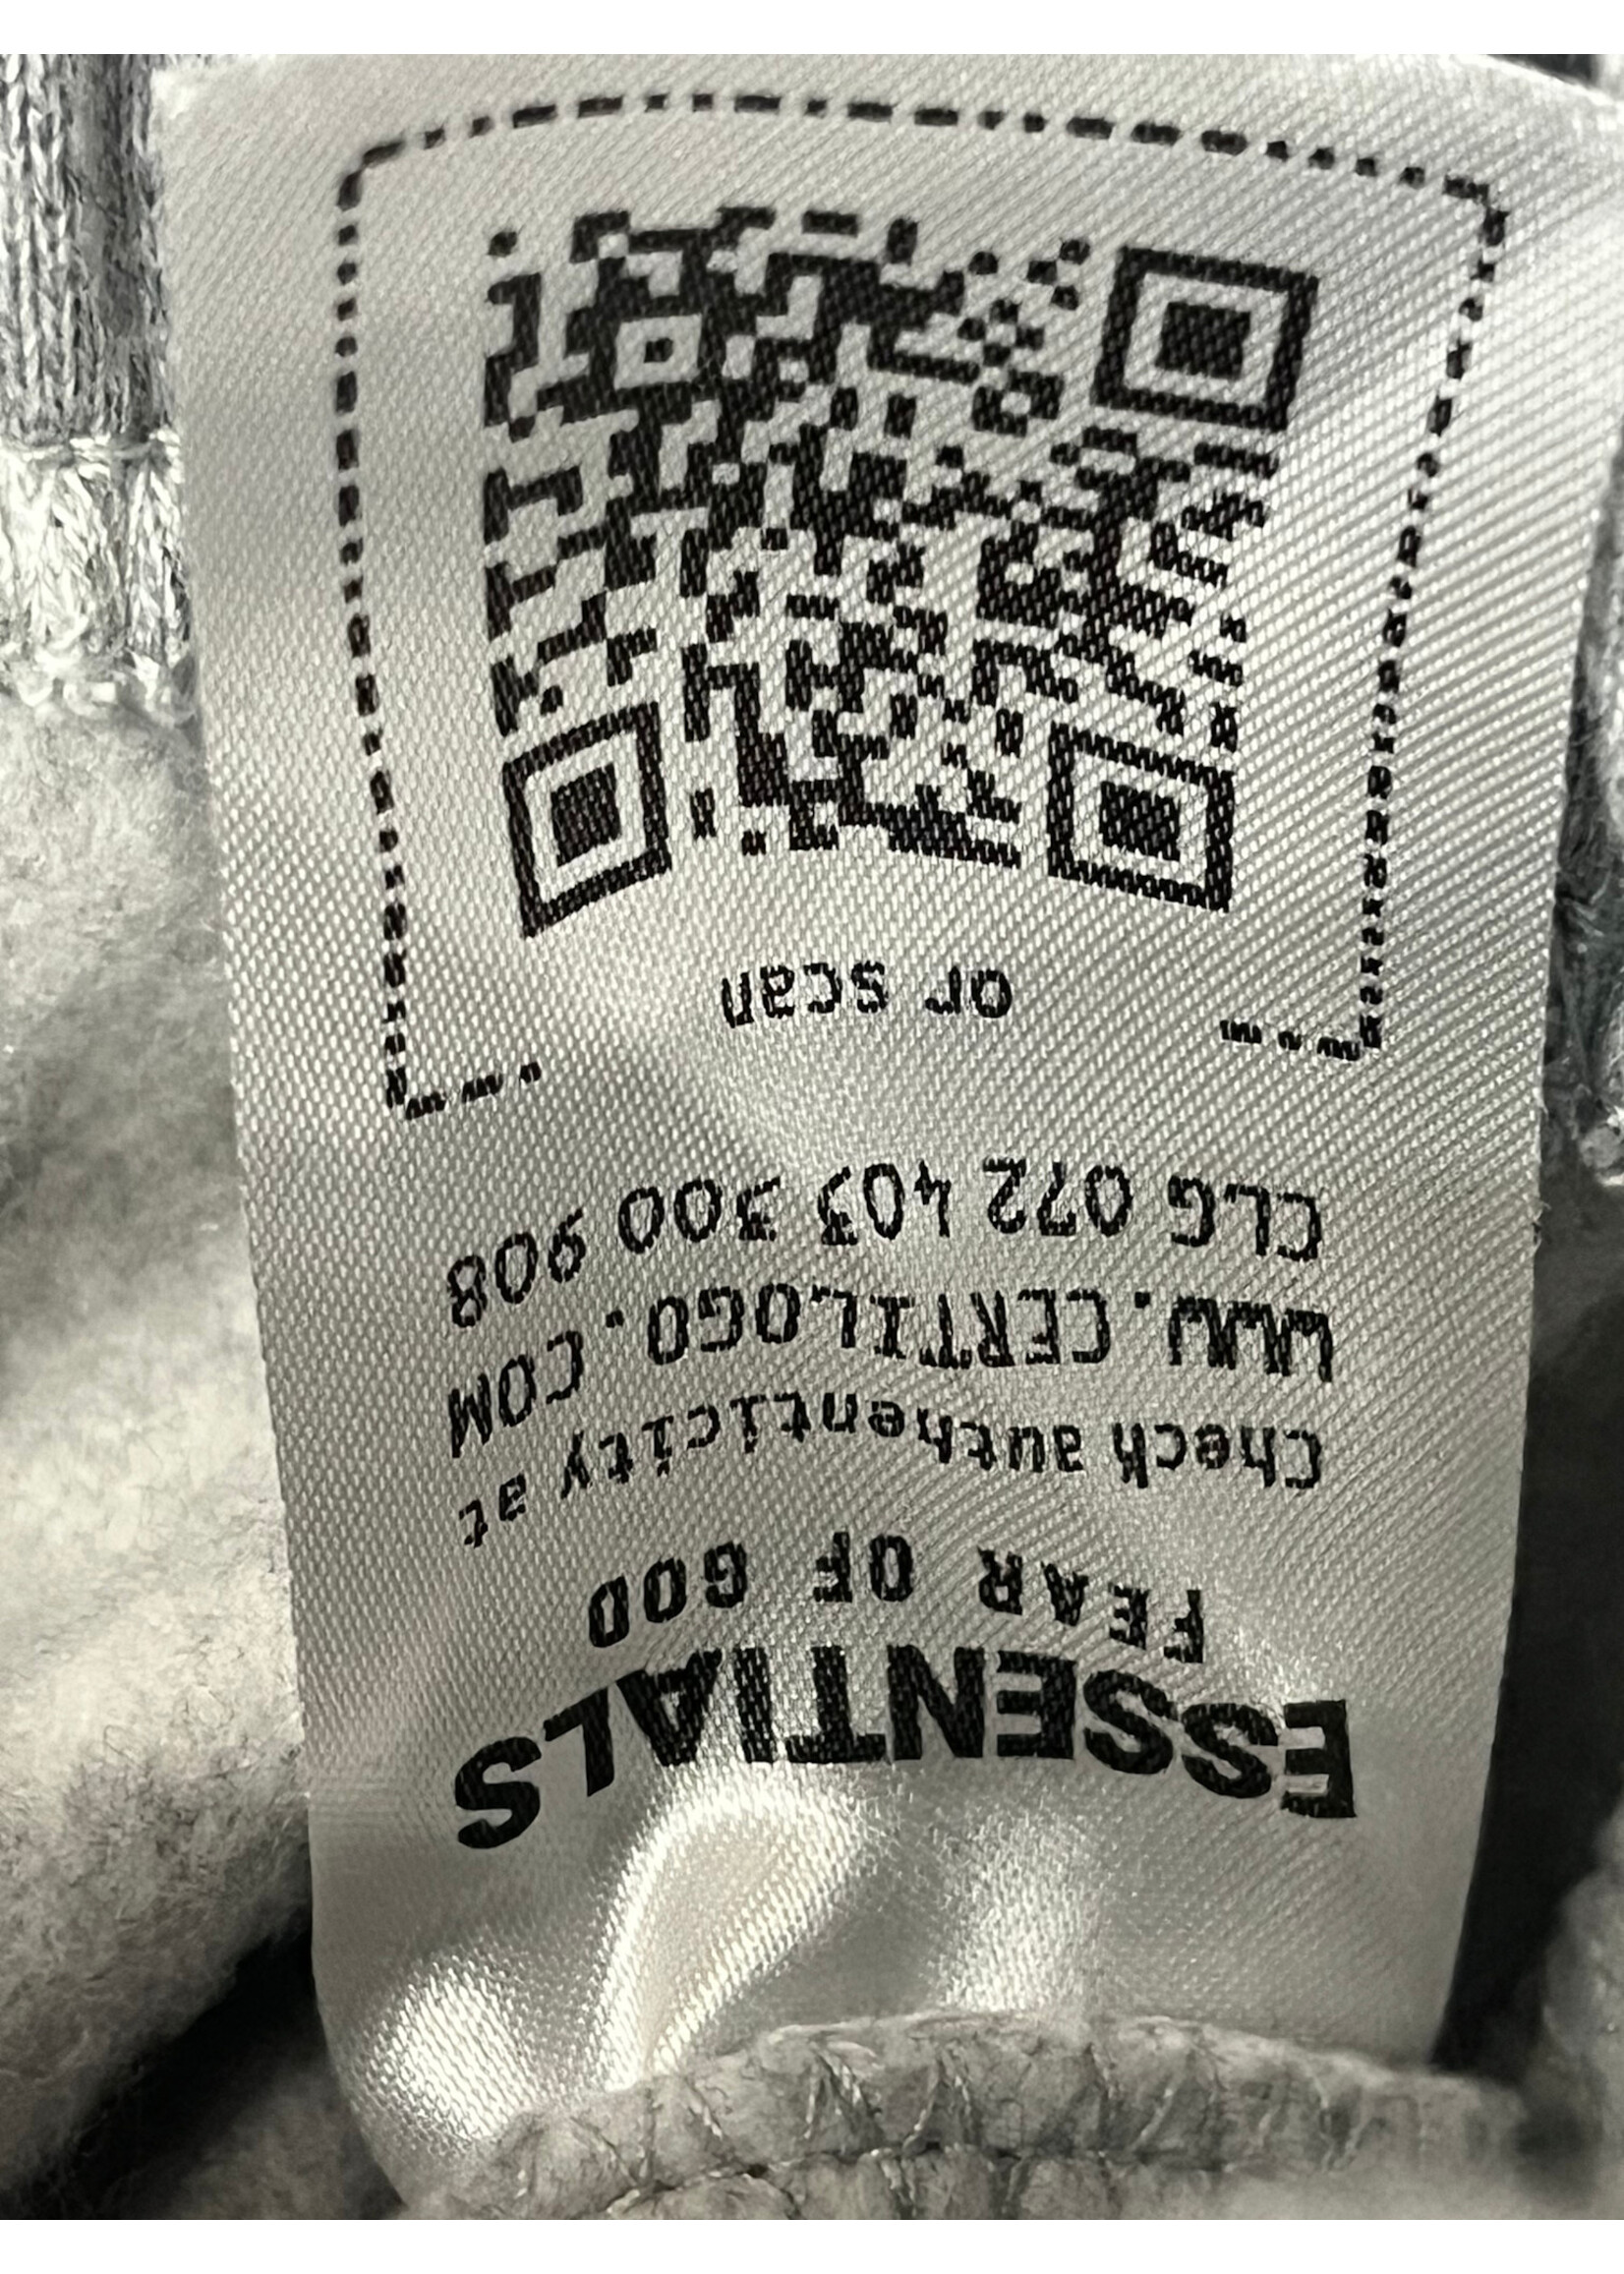 ESSENTIALS
FEAR OF GOD
Check authenticity at
WWW.CERTILOGO.COM
CLG 072 403 300 908
or scan